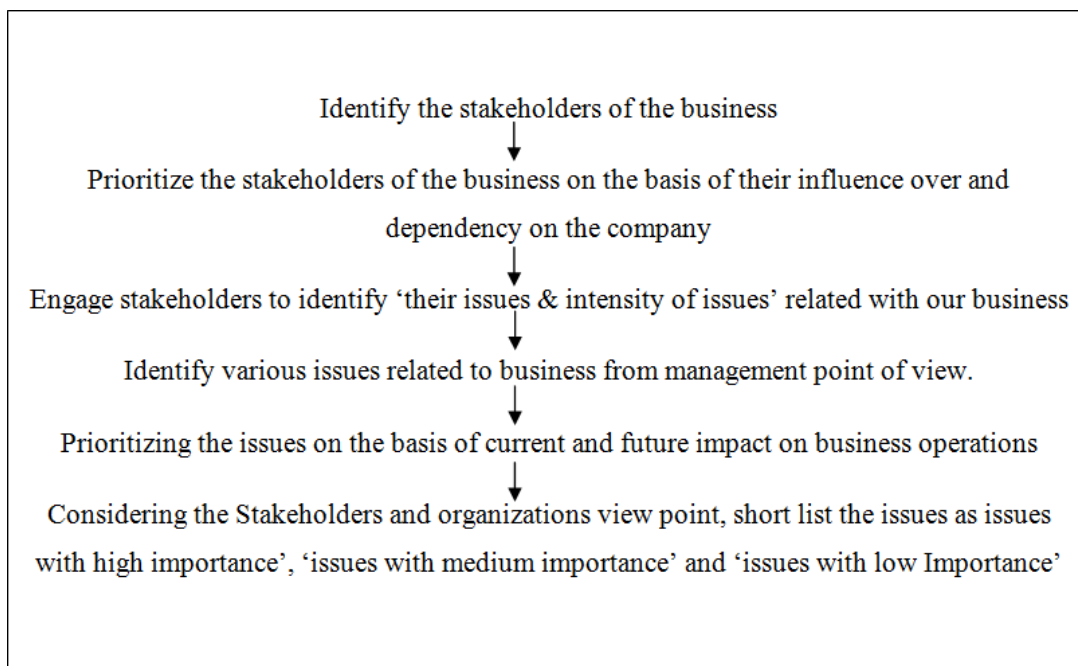 Identify the stakeholders of the business
Prioritize the stakeholders of the business on the basis of their influence over and
dependency on the company
Engage stakeholders to identify ‘their issues & intensity of issues’ related with our business
Identify various issues related to business from management point of view.
Prioritizing the issues on the basis of current and future impact on business operations
Considering the Stakeholders and organizations view point, short list the issues as issues
with high importance’, ‘issues with medium importance’ and ‘issues with low Importance’